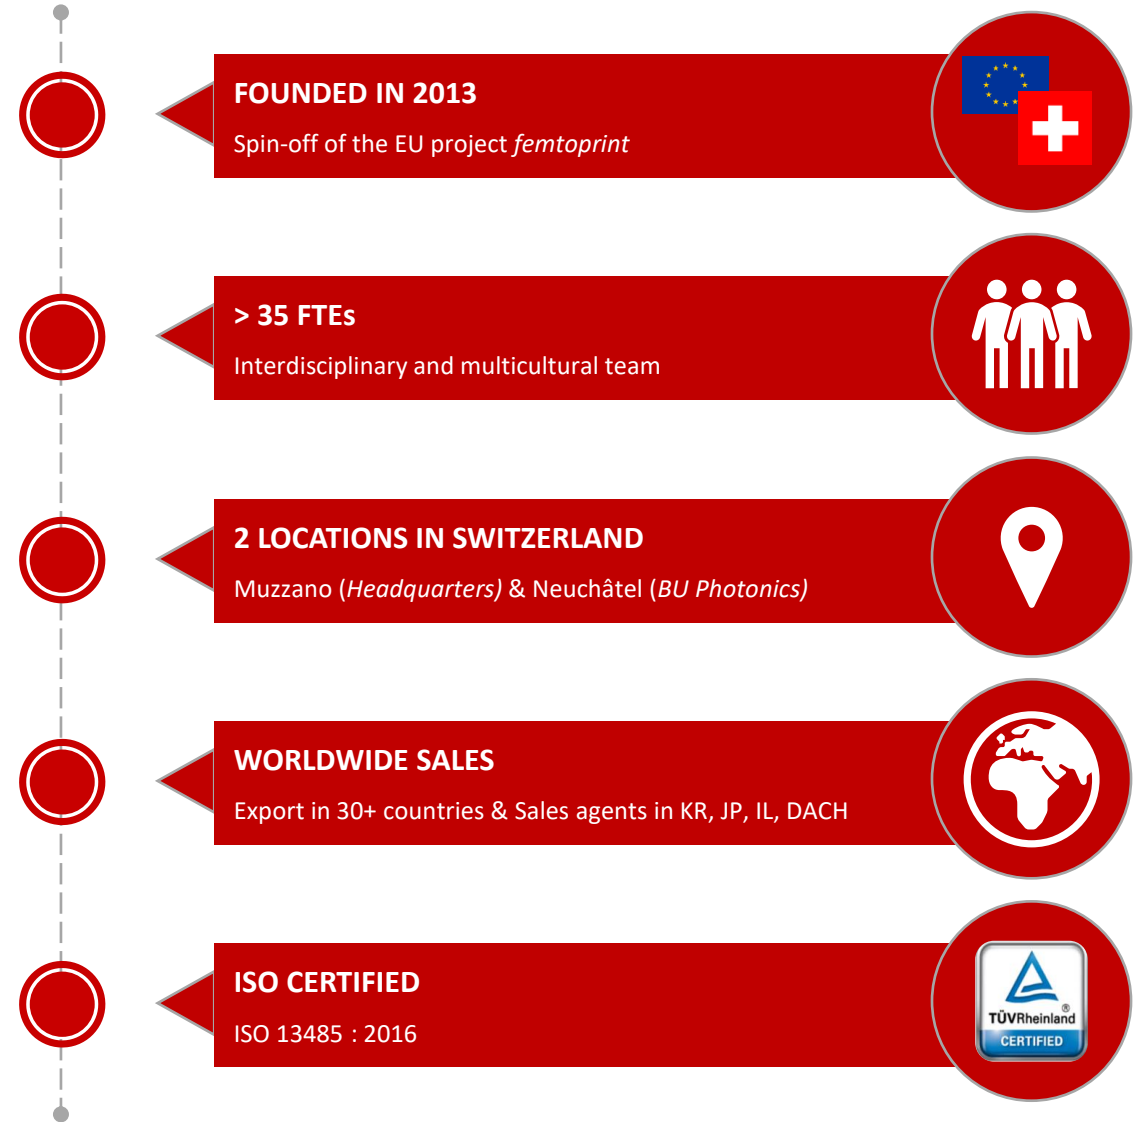 FOUNDED IN 2013
Spin-off of the EU project femtoprint
> 35 FTEs
Interdisciplinary and multicultural team
2 LOCATIONS IN SWITZERLAND
Muzzano (Headquarters) & Neuchâtel (BU Photonics)
WORLDWIDE SALES
Export in 30+ countries & Sales agents in KR, JP, IL, DACH
ISO CERTIFIED
ISO 13485 : 2016
TÜVRheinland®
CERTIFIED